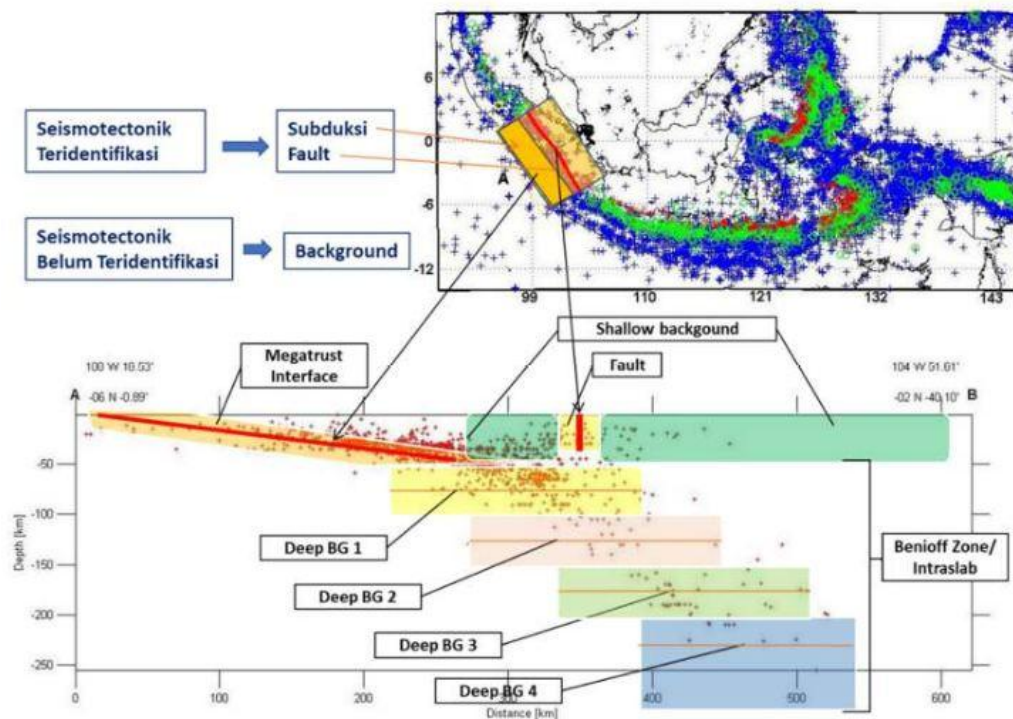 Seismotectonik
Teridentifikasi
Subduksi
Fault
Seismotectonik
Belum Teridentifikasi
Background
6
0
-6
-12
A
99
110
121
132
143
Megatrust
Interface
Shallow backgound
Fault
100 W 18.53'
-06 N -0.89'
104 W 51.61'
-02 N -40.10'
A
B
-50
-100
-150
-200
-250
Depth [km]
Deep BG 1
Deep BG 2
Deep BG 3
Deep BG 4
Benioff Zone/
Intraslab
0
100
200
300
400
500
600
Distance [km]